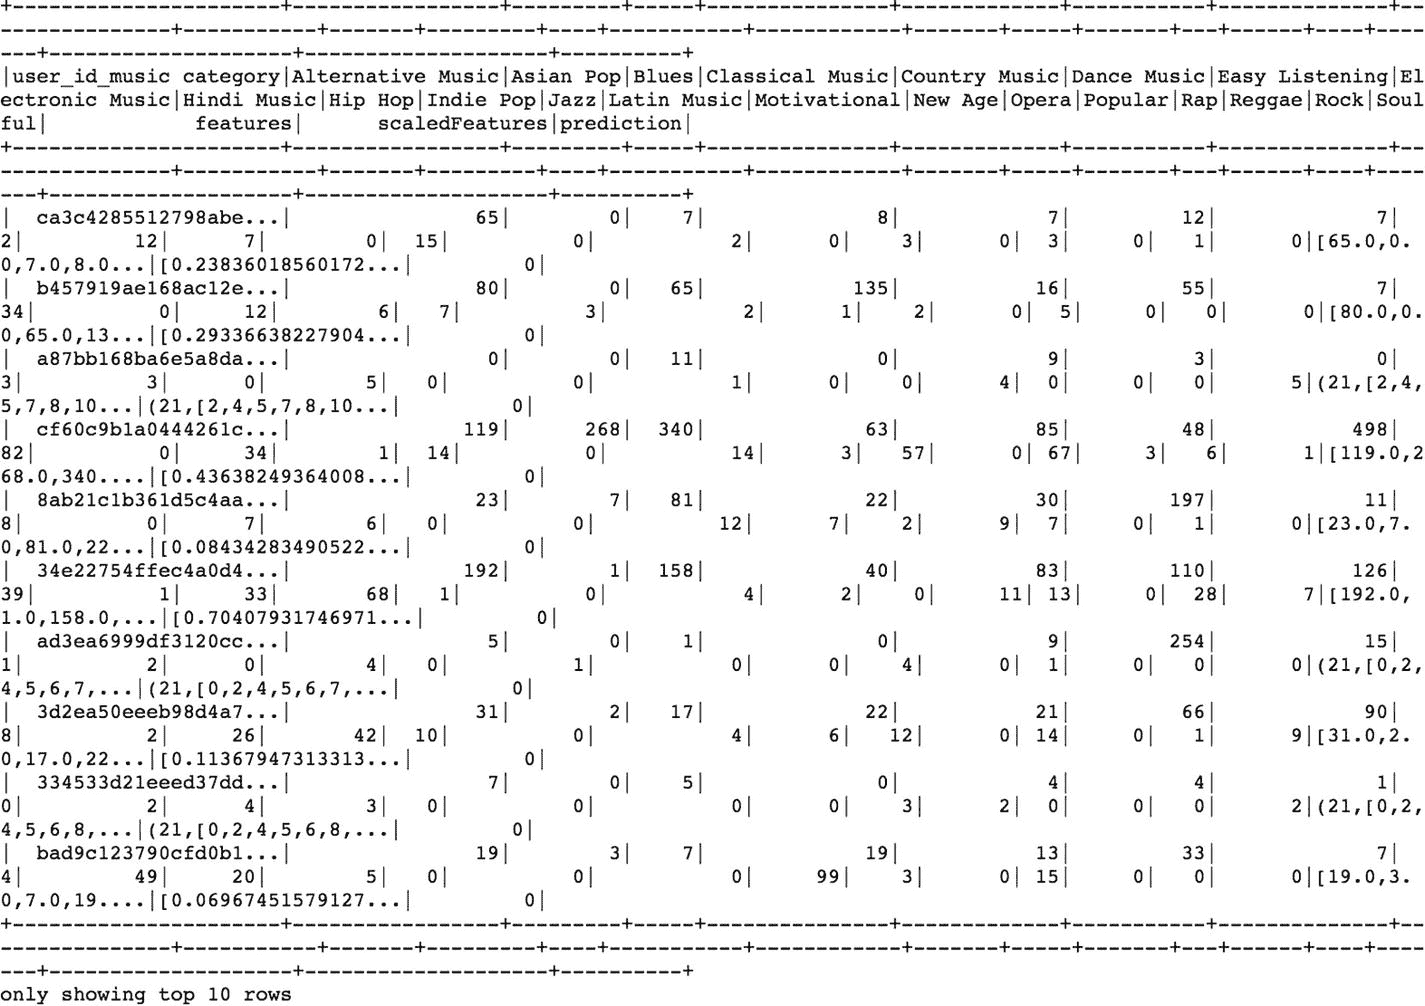 +----------------------+-----------------+---------+-----+---------------+-------------+-----------+--------------+--
--------------+-----------+-------+---------+----+-----------+------------+-------+-----+-------+---+------+----+----
---+--------------------+--------------------+----------+
|user_id_music category|Alternative Music|Asian Pop|Blues|Classical Music|Country Music|Dance Music|Easy Listening|El
ectronic Music|Hindi Music|Hip Hop|Indie Pop|Jazz|Latin Music|Motivational|New Age|Opera|Popular|Rap|Reggae|Rock|Soul
ful|            features|      scaledFeatures|prediction|
+----------------------+-----------------+---------+-----+---------------+-------------+-----------+--------------+--
--------------+-----------+-------+---------+----+-----------+------------+-------+-----+-------+---+------+----+----
---+--------------------+--------------------+----------+
|  ca3c4285512798abe...|               65|        0|    7|              8|            7|         12|             7|
2|         12|      7|        0|  15|          0|           2|      0|    3|      0|  3|     0|   1|      0|[65.0,0.
0,7.0,8.0...|[0.23836018560172...|         0|
|  b457919ae168ac12e...|               80|        0|   65|            135|           16|         55|             7|
34|          0|     12|        6|   7|          3|           2|      1|    2|      0|  5|     0|   0|      0|[80.0,0.
0,65.0,13...|[0.29336638227904...|         0|
|  a87bb168ba6e5a8da...|                0|        0|   11|              0|            9|          3|             0|
3|          3|      0|        5|   0|          0|           1|      0|    0|      4|  0|     0|   0|      5|(21,[2,4,
5,7,8,10...|(21,[2,4,5,7,8,10...|         0|
|  cf60c9b1a0444261c...|              119|      268|  340|             63|           85|         48|           498|
82|          0|     34|        1|  14|          0|          14|      3|   57|      0| 67|     3|   6|      1|[119.0,2
68.0,340....|[0.43638249364008...|         0|
|  8ab21c1b361d5c4aa...|               23|        7|   81|             22|           30|        197|            11|
8|          0|      7|        6|   0|          0|          12|      7|    2|      9|  7|     0|   1|      0|[23.0,7.
0,81.0,22...|[0.08434283490522...|         0|
|  34e22754ffec4a0d4...|              192|        1|  158|             40|           83|        110|           126|
39|          1|     33|       68|   1|          0|           4|      2|    0|     11| 13|     0|  28|      7|[192.0,
1.0,158.0,...|[0.70407931746971...|         0|
|  ad3ea6999df3120cc...|                5|        0|    1|              0|            9|        254|            15|
1|          2|      0|        4|   0|          1|           0|      0|    4|      0|  1|     0|   0|      0|(21,[0,2,
4,5,6,7,...|(21,[0,2,4,5,6,7,...|         0|
|  3d2ea50eeeb98d4a7...|               31|        2|   17|             22|           21|         66|            90|
8|          2|     26|       42|  10|          0|           4|      6|   12|      0| 14|     0|   1|      9|[31.0,2.
0,17.0,22...|[0.11367947313313...|         0|
|  334533d21eeed37dd...|                7|        0|    5|              0|            4|          4|             1|
0|          2|      4|        3|   0|          0|           0|      0|    3|      2|  0|     0|   0|      2|(21,[0,2,
4,5,6,8,...|(21,[0,2,4,5,6,8,...|         0|
|  bad9c123790cfd0b1...|               19|        3|    7|             19|           13|         33|             7|
4|         49|     20|        5|   0|          0|           0|     99|    3|      0| 15|     0|   0|      0|[19.0,3.
0,7.0,19....|[0.06967451579127...|         0|
+----------------------+-----------------+---------+-----+---------------+-------------+-----------+--------------+--
--------------+-----------+-------+---------+----+-----------+------------+-------+-----+-------+---+------+----+----
---+--------------------+--------------------+----------+
only showing top 10 rows